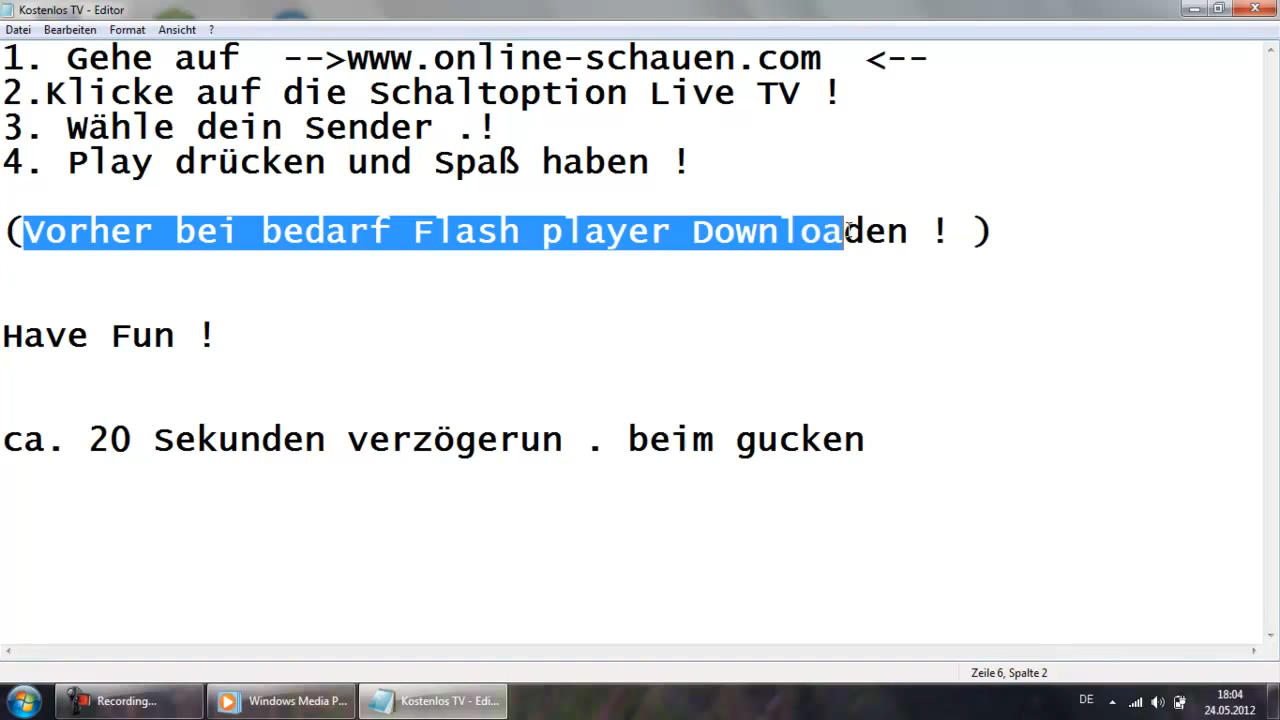 Kostenlos TV - Editor
Datei Bearbeiten Format Ansicht ?
1. Gehe auf -->www.online-schauen.com <--
2.Klicke auf die Schaltoption Live TV !
3. Wähle dein Sender .!
4. Play drücken und Spaß haben !
(Vorher bei bedarf Flash player Downloaden ! )
Have Fun !
ca. 20 Sekunden verzögerun . beim gucken
Zeile 6, Spalte 2
Recording... Windows Media P... Kostenlos TV - Edi... DE 18:04
24.05.2012